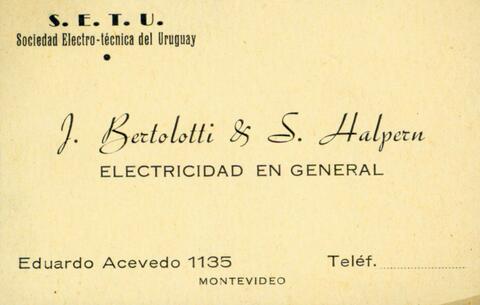 S. E. T. U.
Sociedad Electro-técnica del Uruguay
J. Bertolotti & S. Halpern
ELECTRICIDAD EN GENERAL
Eduardo Acevedo 1135 Teléf.
MONTEVIDEO